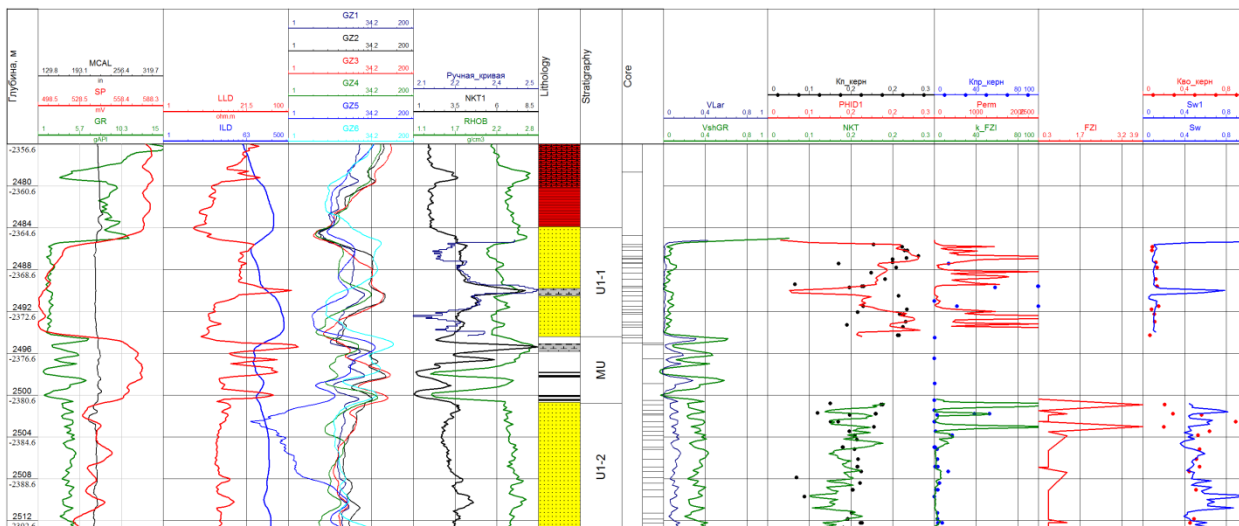 GZ1
1 34.2 200
GZ2
1 34.2 200
GZ3
1 34.2 200
GZ4
1 34.2 200
GZ5
1 34.2 200
GZ6
1 34.2 200
Глубина, м
MCAL
129.8 193.1 256.4 319.7
in
SP
498.5 528.5 558.4 588.3
mV
GR
1 5.7 10.3 15
gAPI
LLD
1 21.5 100
ohm.m
ILD
1 63 500
Ручная_кривая
2.1 2.2 2.4 2.5
NKT1
1 3.5 6 8.5
RHOB
1.1 1.7 2.2 2.8
g/cm3
Lithology
Stratigraphy
Core
VLar
0 0.4 0.8 1
VshGR
0 0.4 0.8 1
Кп_керн
0 0.1 0.2 0.3
PHID1
0 0.1 0.2 0.3
NKT
0 0.1 0.2 0.3
Кпр_керн
0 40 80 100
Perm
0 1000 2000 2500
k_FZI
0 40 80 100
FZI
0.3 1.7 3.2 3.9
Кво_керн
0 0.4 0.8
Sw1
0 0.4 0.8
Sw
0 0.4 0.8
-2356.6
2480
-2360.6
2484
-2364.6
2488
-2368.6
2492
-2372.6
2496
-2376.6
2500
-2380.6
2504
-2384.6
2508
-2388.6
2512
U1-1
MU
U1-2